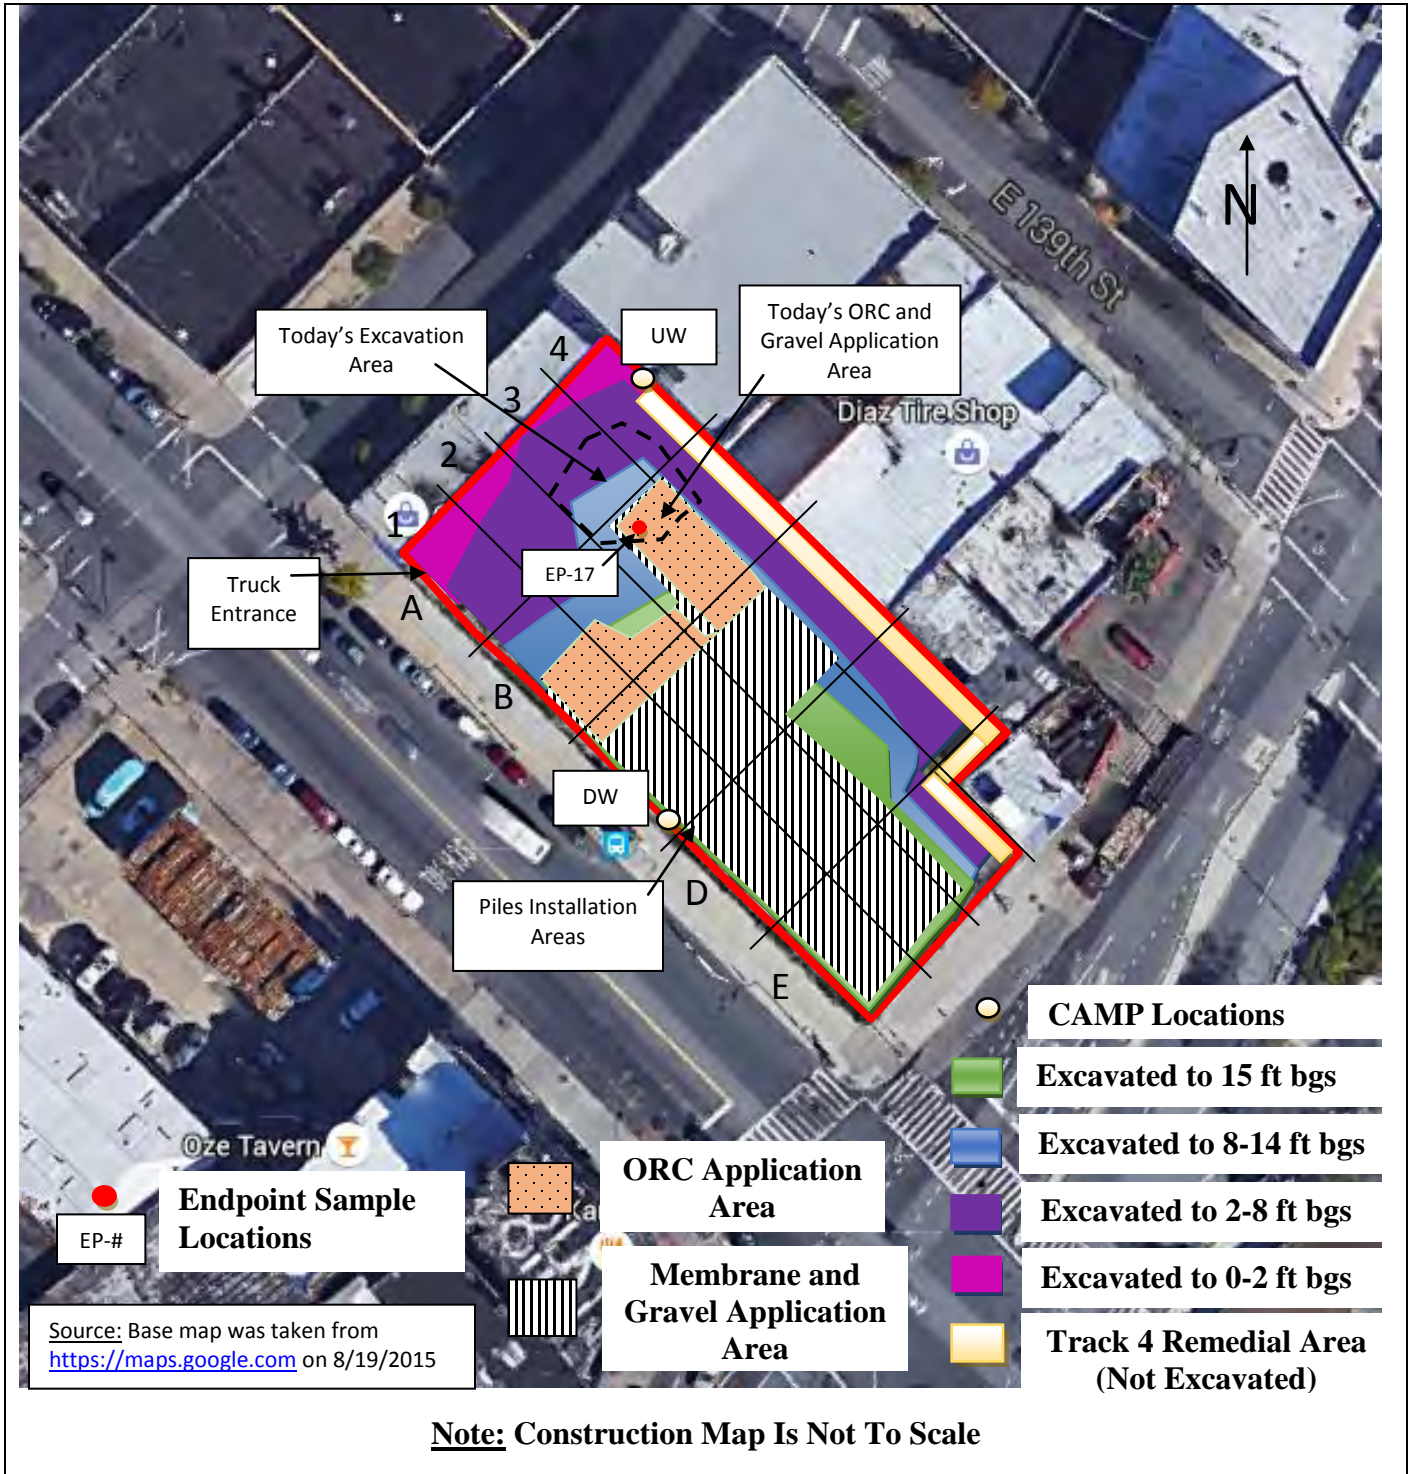 N
E 139th St
Today's Excavation
Area
UW
Today's ORC and
Gravel Application
Area
4
3
2
1
Diaz Tire Shop
EP-17
Truck
Entrance
A
B
DW
D
Piles Installation
Areas
E
CAMP Locations
Excavated to 15 ft bgs
Excavated to 8-14 ft bgs
Excavated to 2-8 ft bgs
Excavated to 0-2 ft bgs
Track 4 Remedial Area
(Not Excavated)
Oze Tavern
EP-#
Endpoint Sample
Locations
ORC Application
Area
Membrane and
Gravel Application
Area
Source: Base map was taken from
https://maps.google.com on 8/19/2015
Note: Construction Map Is Not To Scale